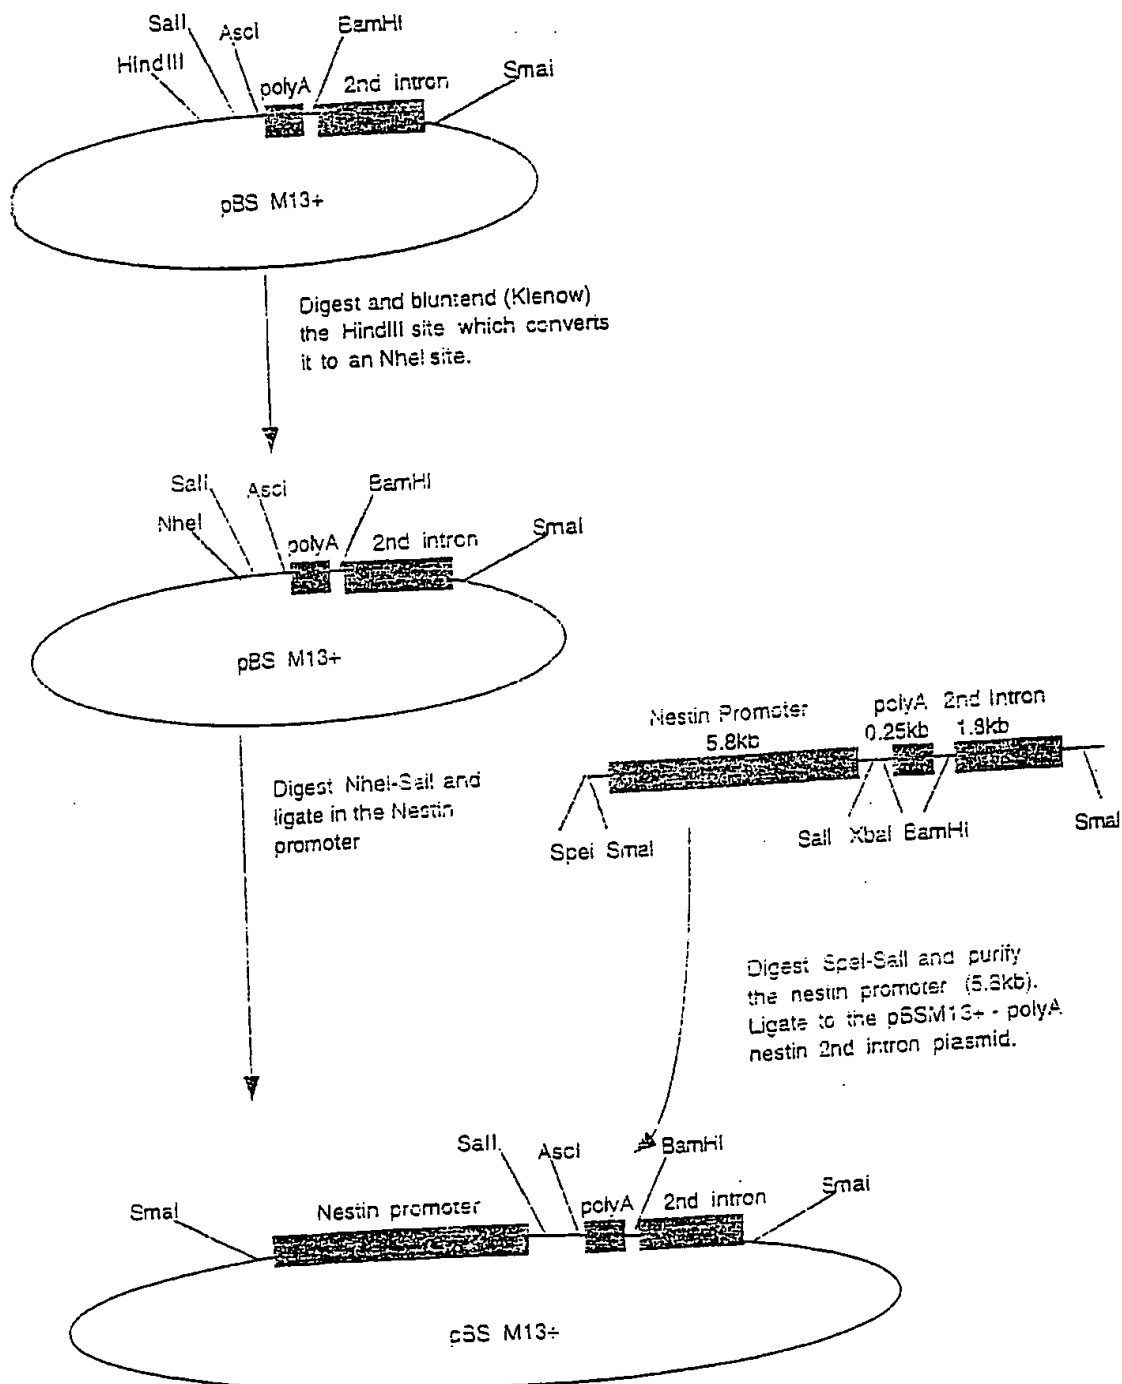 SalI
AscI
BamHI
HindIII
polyA
2nd intron
SmaI
pBS M13+
Digest and bluntend (Klenow)
the HindIII site which converts
it to an NheI site.
SalI
AscI
BamHI
NheI
polyA
2nd intron
SmaI
pBS M13+
Nestin Promoter
5.8kb
polyA
0.25kb
2nd Intron
1.8kb
Digest NheI-SalI and
ligate in the Nestin
promoter
SpeI SmaI
SalI XbaI BamHI
SmaI
Digest SpeI-SalI and purify
the nestin promoter (5.8kb).
Ligate to the pBSM13+ - polyA
nestin 2nd intron plasmid.
SalI
AscI
BamHI
SmaI
Nestin promoter
polyA
2nd intron
SmaI
pBS M13+